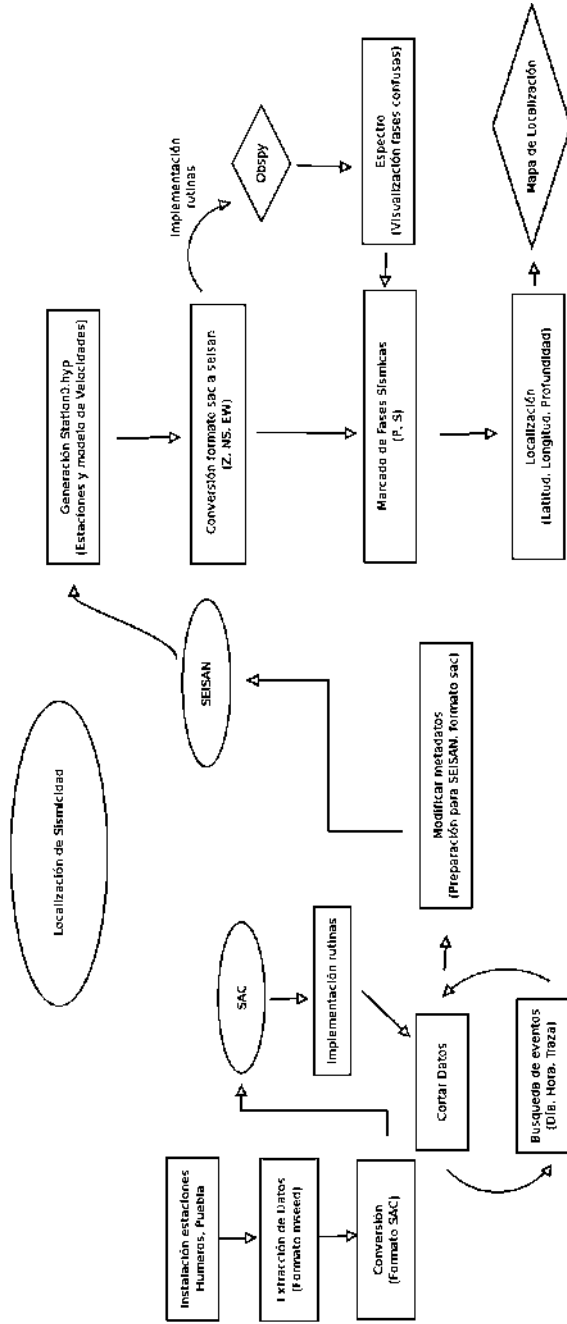 Localización de Sismicidad
Instalación estaciones
Humeros, Puebla
Extracción de Datos
(Formato mseed)
Conversión
(Formato SAC)
SAC
Implementación rutinas
Cortar Datos
Busqueda de eventos
(Día, Hora, Traza)
Modificar metadatos
(Preparación para SEISAN, formato sac)
SEISAN
Generación Station0.hyp
(Estaciones y modelo de Velocidades)
Conversión formato sac a seisan
(Z, NS, EW)
Implementación
rutinas
Obspy
Espectro
(Visualización fases confusas)
Marcado de Fases Sísmicas
(P, S)
Localización
(Latitud, Longitud, Profundidad)
Mapa de Localización